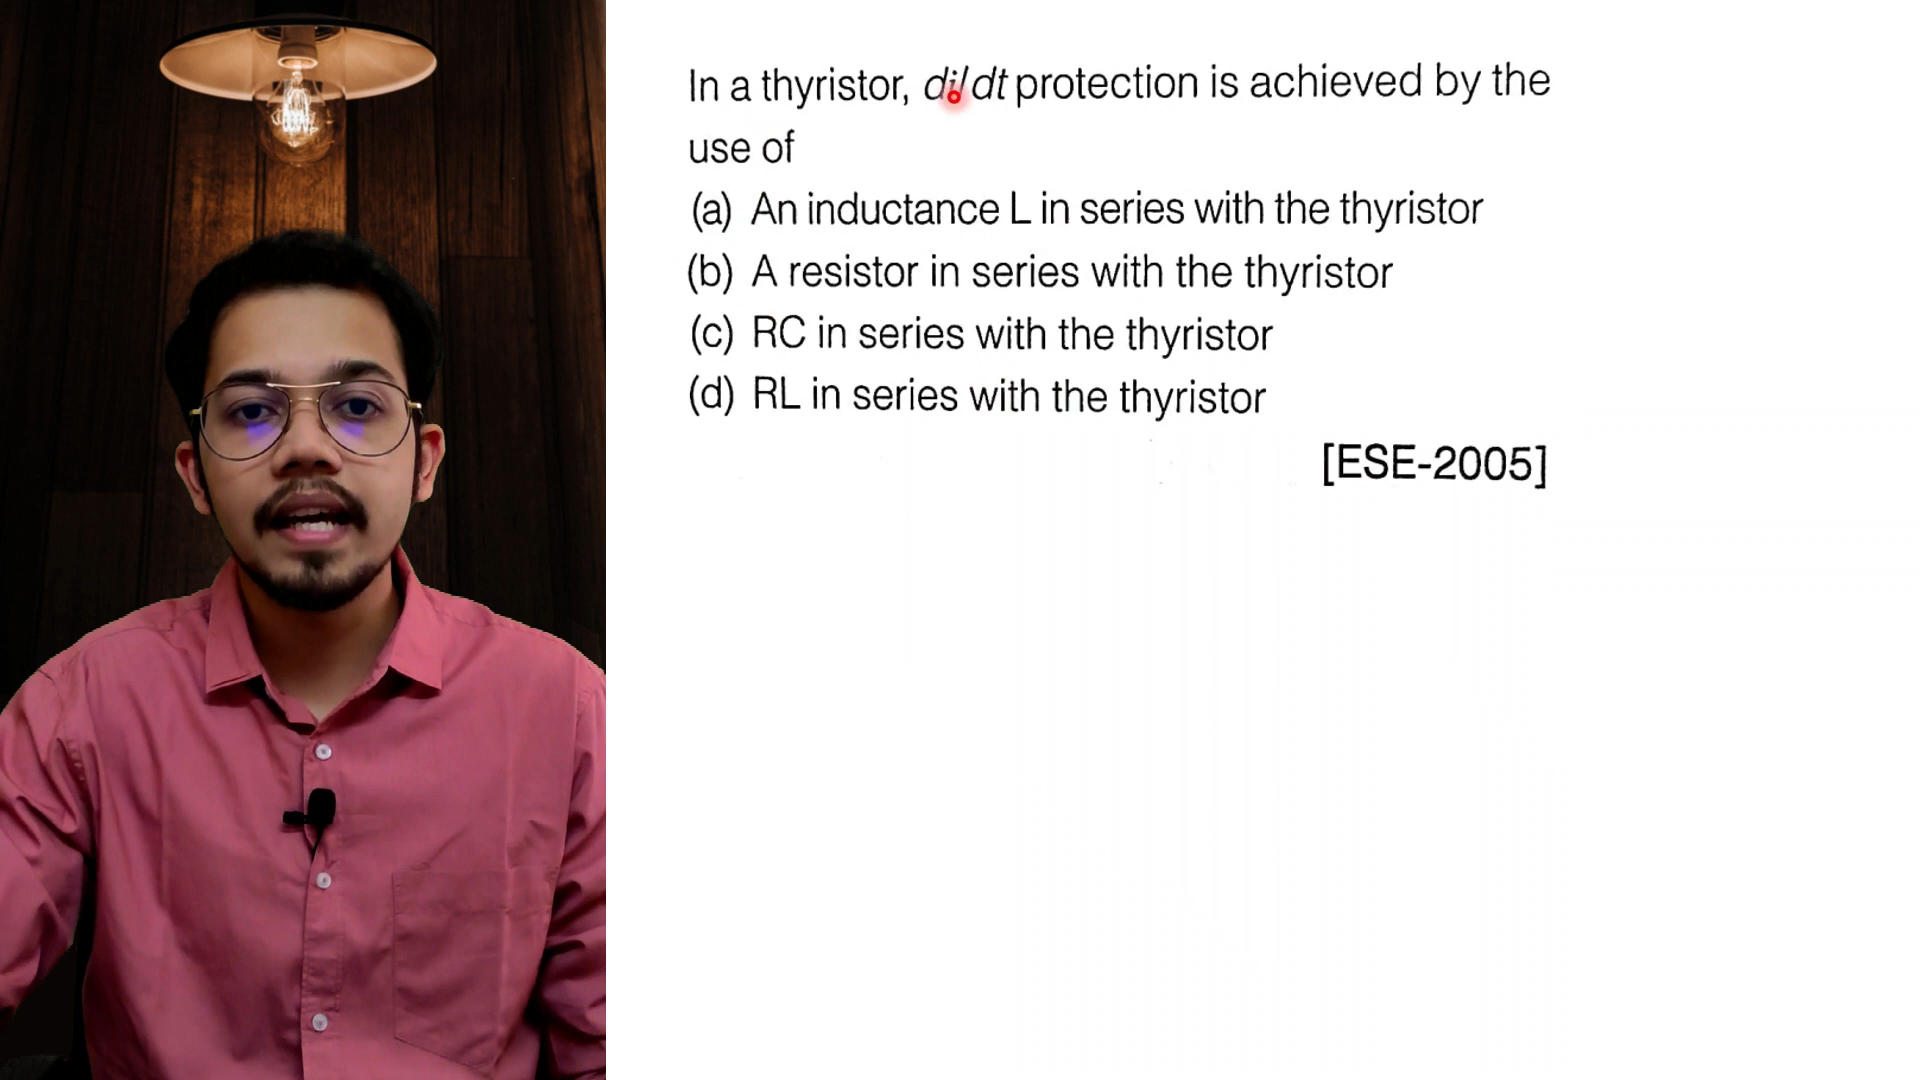 In a thyristor, di/dt protection is achieved by the
use of
(a) An inductance L in series with the thyristor
(b) A resistor in series with the thyristor
(c) RC in series with the thyristor
(d) RL in series with the thyristor
[ESE-2005]